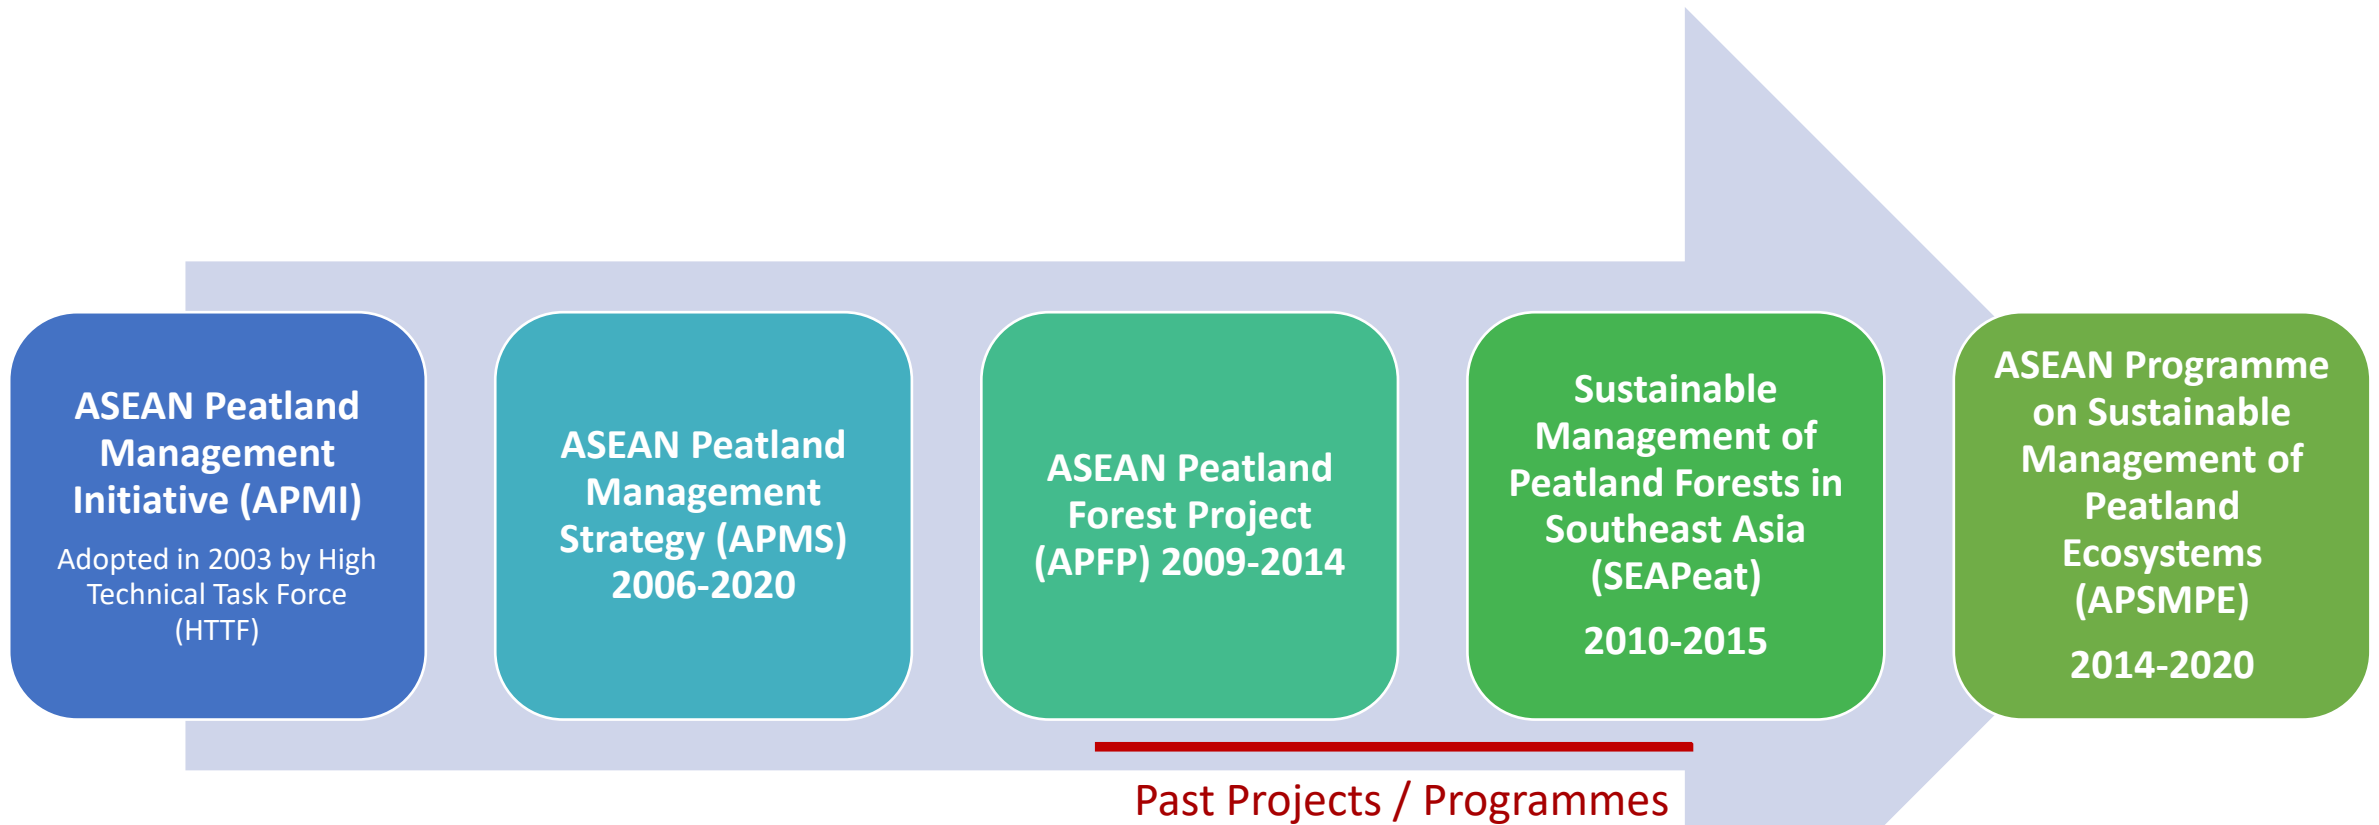 ASEAN Peatland
Management
Initiative (APMI)
Adopted in 2003 by High
Technical Task Force
(HTTF)
ASEAN Peatland
Management
Strategy (APMS)
2006-2020
ASEAN Peatland
Forest Project
(APFP) 2009-2014
Sustainable
Management of
Peatland Forests in
Southeast Asia
(SEAPeat)
2010-2015
ASEAN Programme
on Sustainable
Management of
Peatland
Ecosystems
(APSMPE)
2014-2020
Past Projects / Programmes